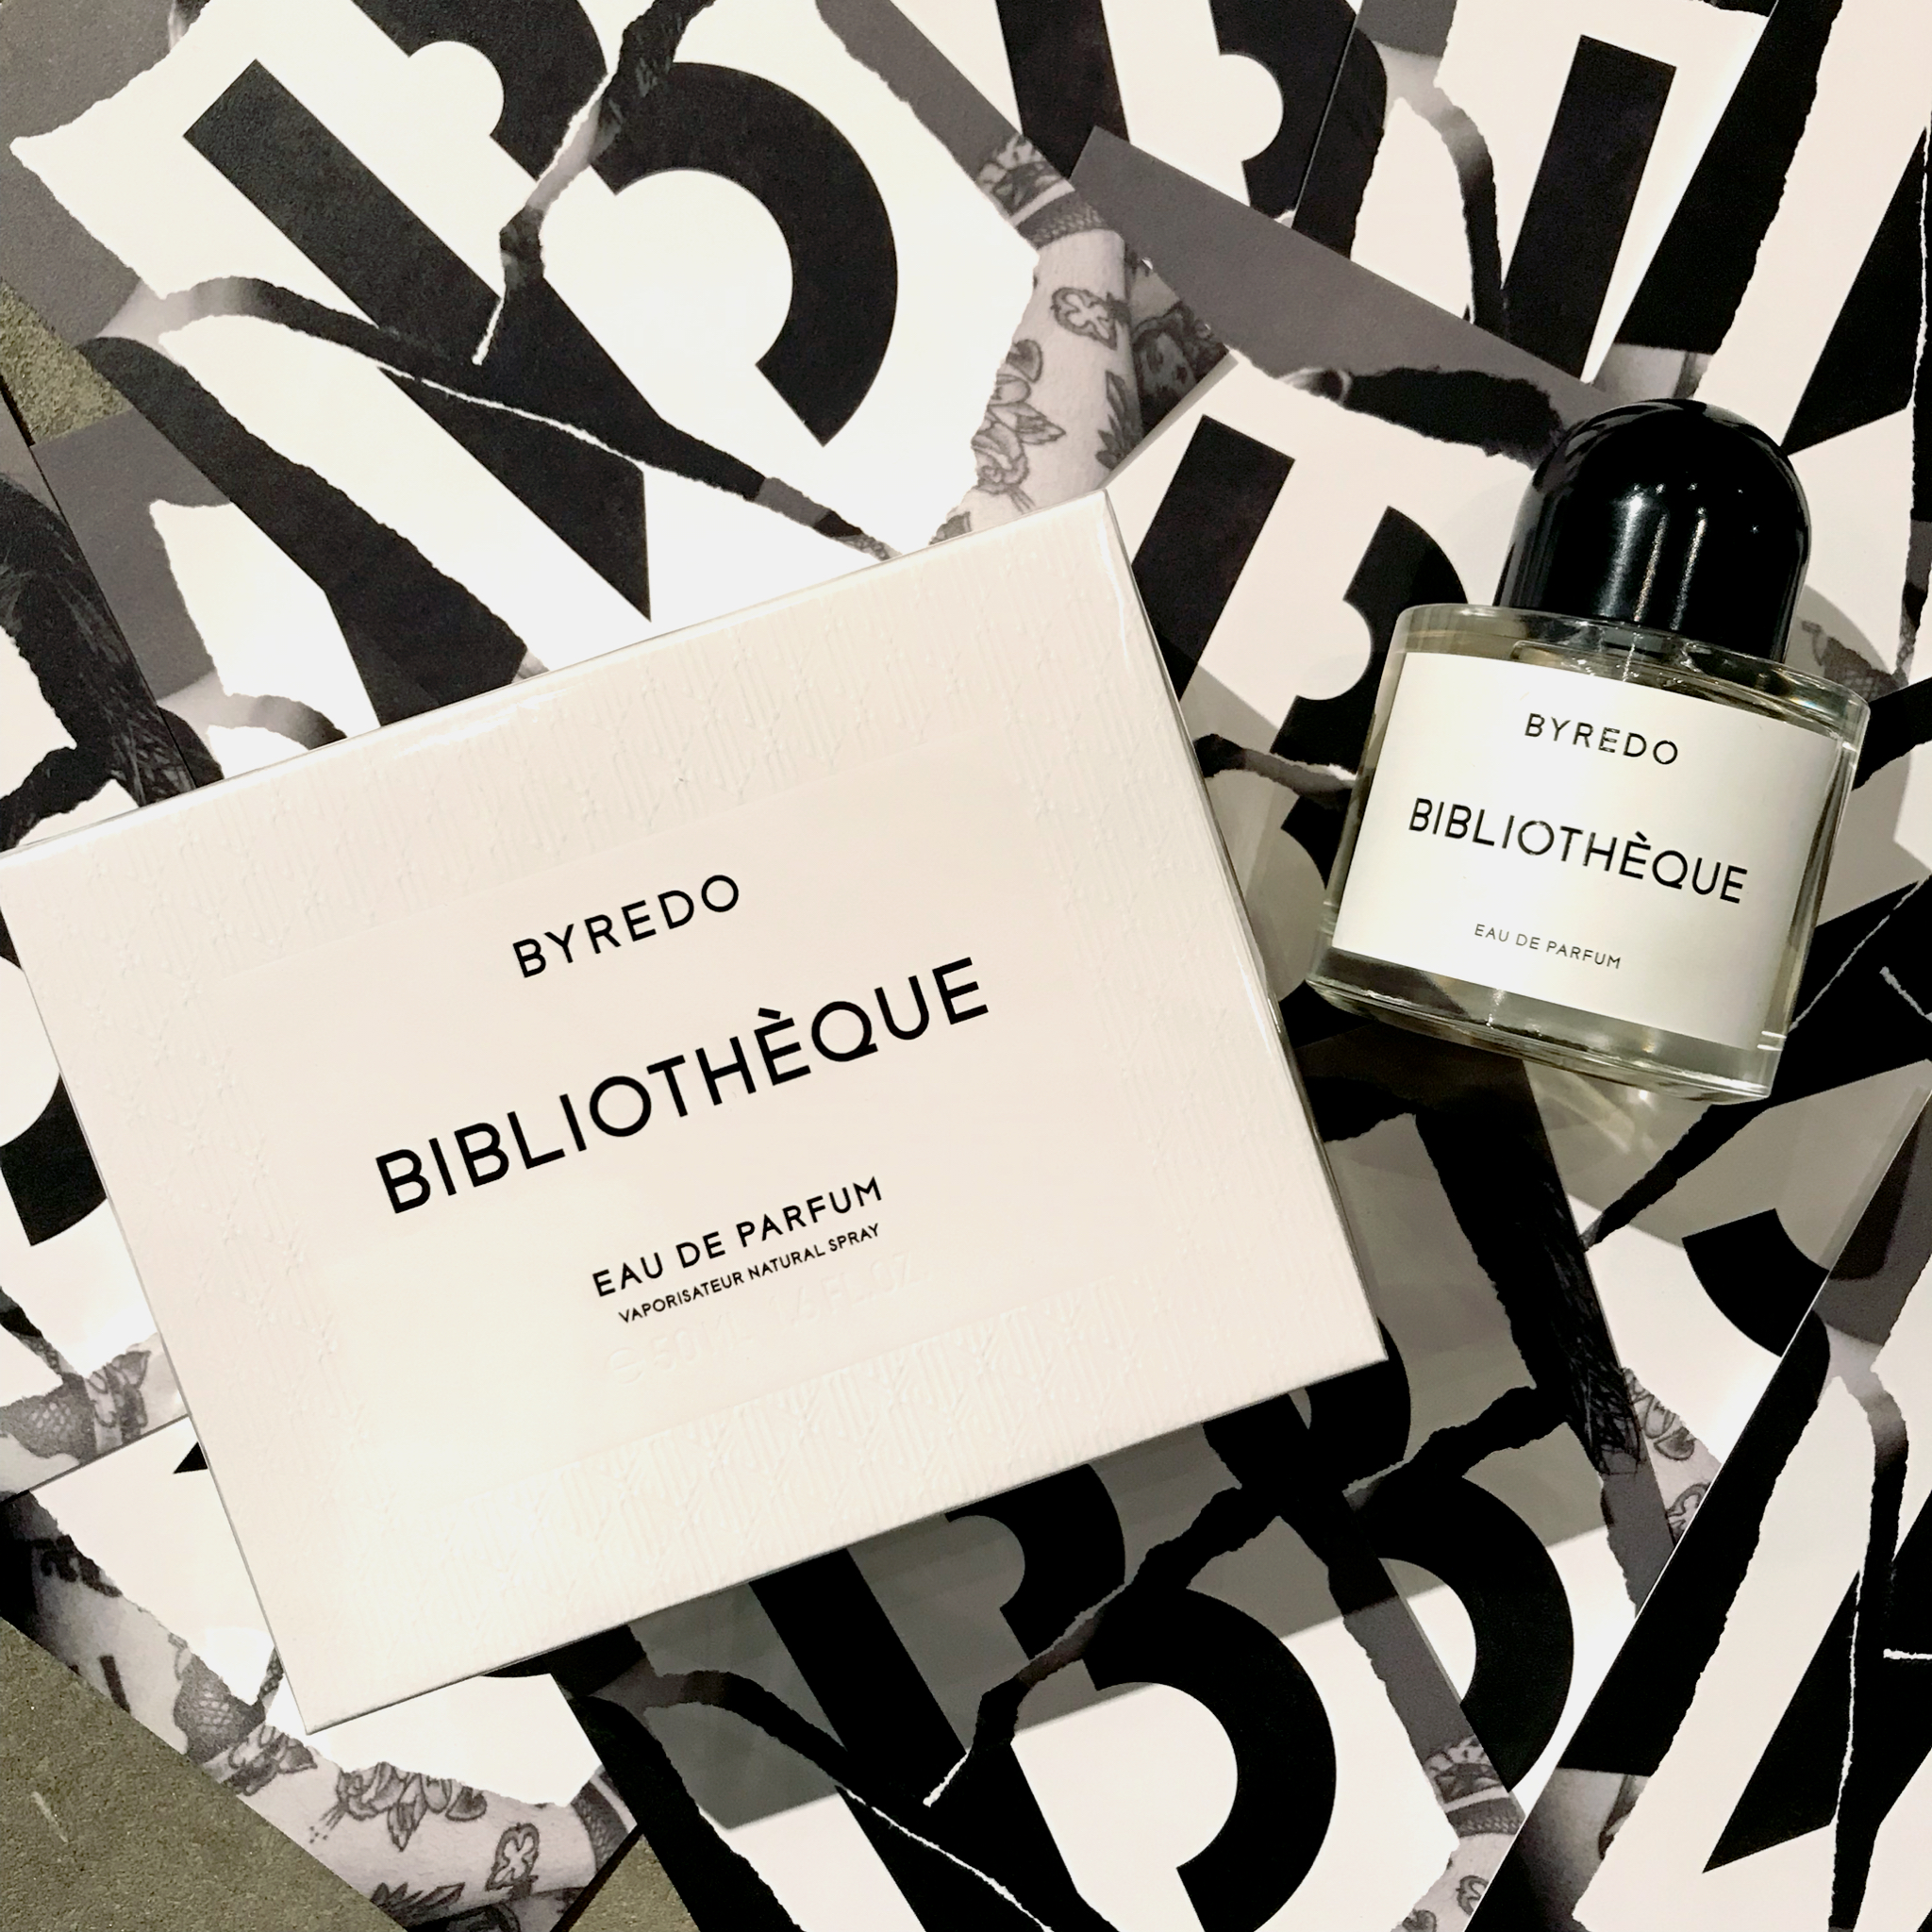 BYREDO
BIBLIOTHÈQUE
EAU DE PARFUM
VAPORISATEUR NATURAL SPRAY
BYREDO
BIBLIOTHÈQUE
EAU DE PARFUM